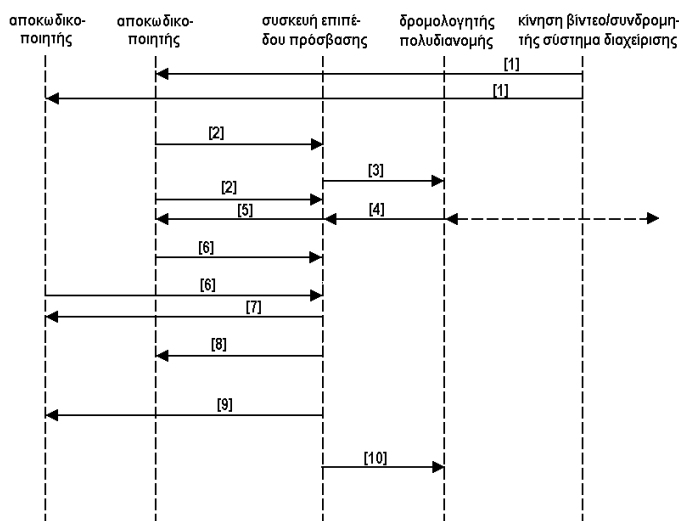 αποκωδικο-
ποιητής
αποκωδικο-
ποιητής
συσκευή επιπέ-
δου πρόσβασης
δρομολογητής
πολυδιανομής
κίνηση βίντεο/συνδρομη-
τής σύστημα διαχείρισης
[1]
[1]
[2]
[3]
[2]
[5]
[4]
[6]
[6]
[7]
[8]
[9]
[10]